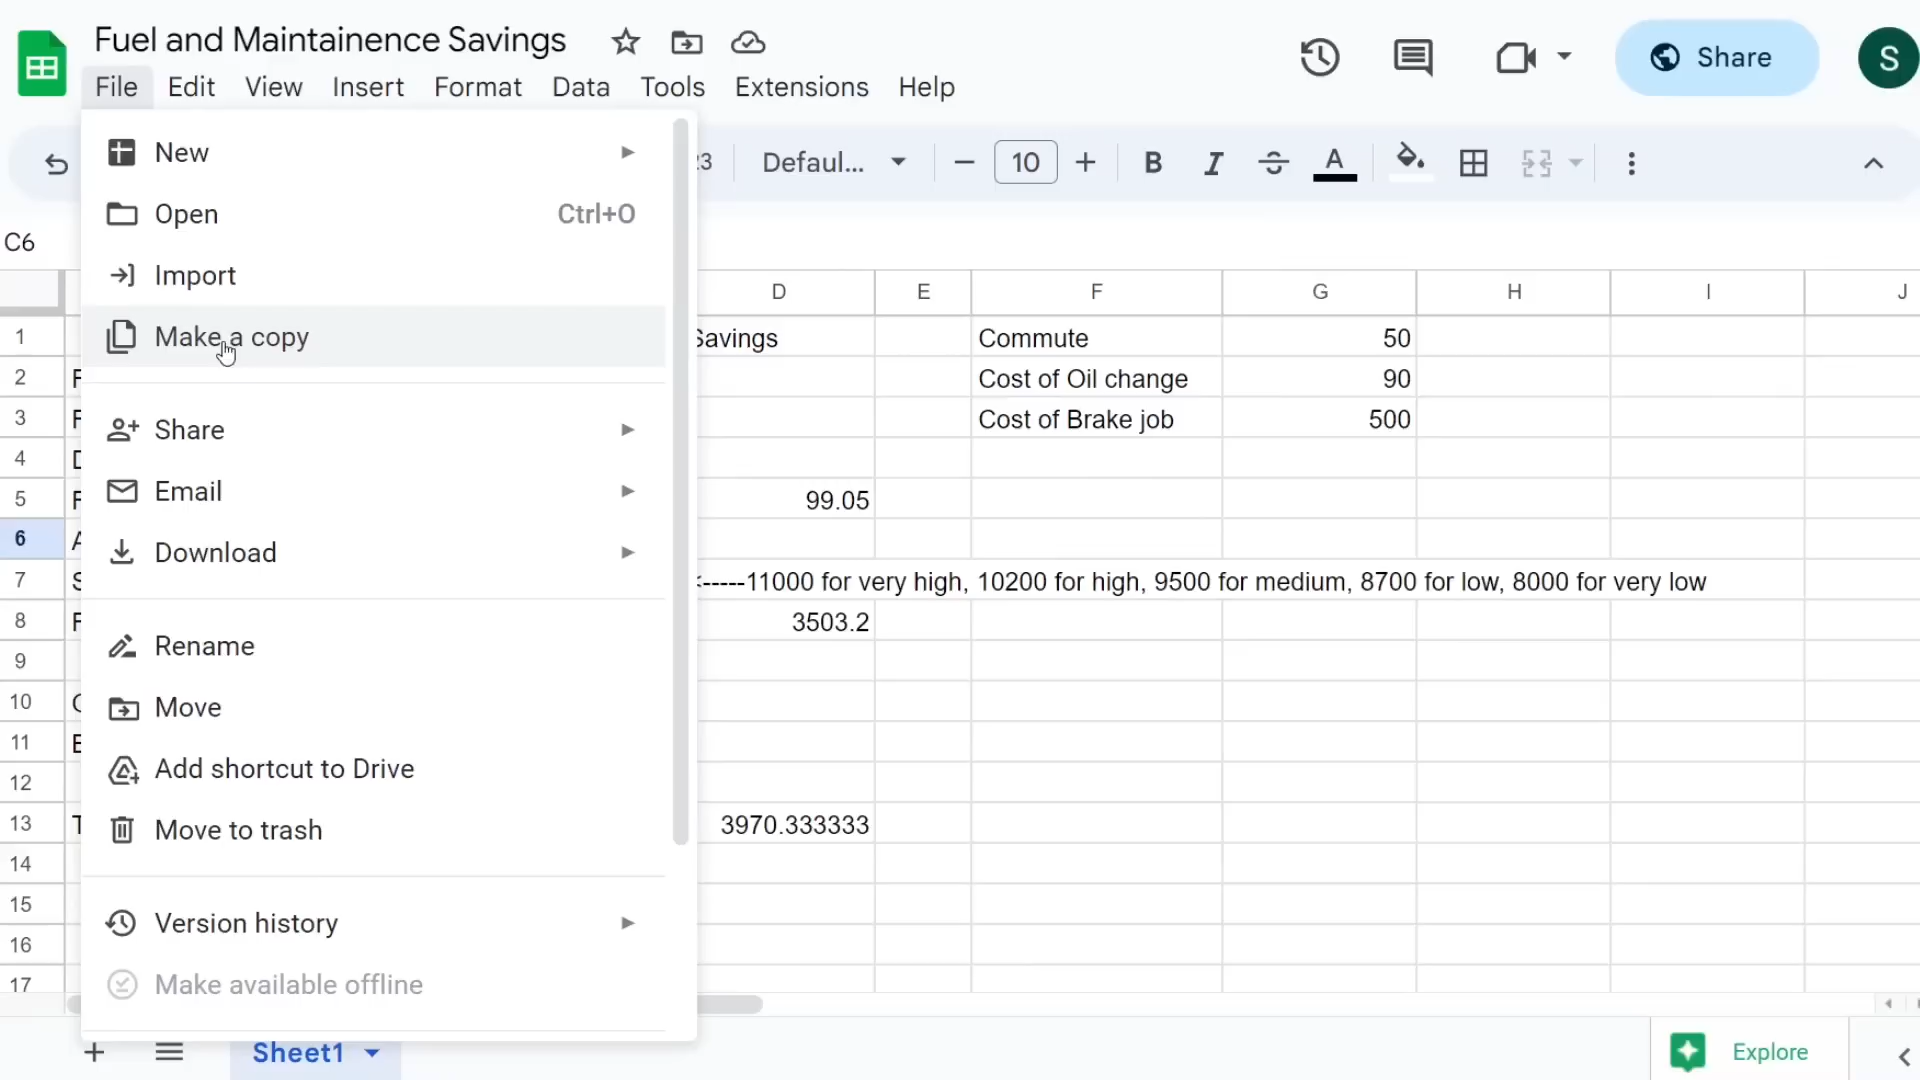 Fuel and Maintainence Savings
File Edit View Insert Format Data Tools Extensions Help
Share
S
New
Defaul... 10 B I A
Open Ctrl+O
C6
Import
D E F G H I J
Make a copy
1 Savings Commute 50
2 Cost of Oil change 90
3 Cost of Brake job 500
Share
4
Email
5 99.05
6
Download
7 <-----11000 for very high, 10200 for high, 9500 for medium, 8700 for low, 8000 for very low
8 3503.2
Rename
9
Move
10
11
Add shortcut to Drive
12
Move to trash
13 3970.333333
14
15
Version history
16
Make available offline
17
Sheet1 Explore